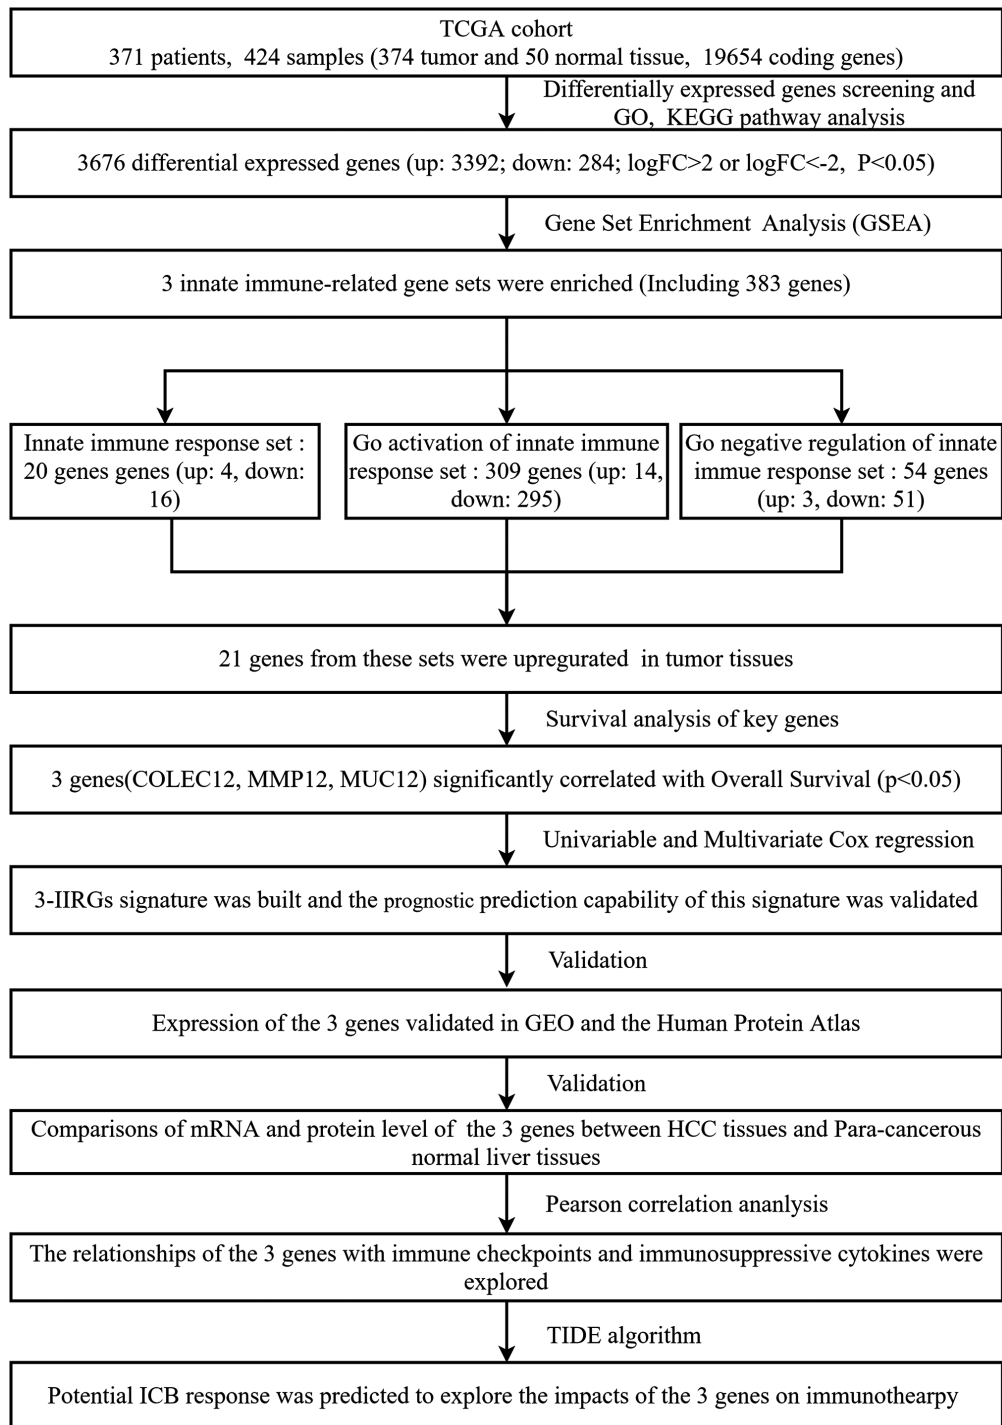 TCGA cohort
371 patients, 424 samples (374 tumor and 50 normal tissue, 19654 coding genes)
Differentially expressed genes screening and
GO, KEGG pathway analysis
3676 differential expressed genes (up: 3392; down: 284; logFC>2 or logFC<-2, P<0.05)
Gene Set Enrichment Analysis (GSEA)
3 innate immune-related gene sets were enriched (Including 383 genes)
Innate immune response set :
20 genes genes (up: 4, down:
16)
Go activation of innate immune
response set : 309 genes (up: 14,
down: 295)
Go negative regulation of innate
immue response set : 54 genes
(up: 3, down: 51)
21 genes from these sets were upregurated in tumor tissues
Survival analysis of key genes
3 genes(COLEC12, MMP12, MUC12) significantly correlated with Overall Survival (p<0.05)
Univariable and Multivariate Cox regression
3-IIRGs signature was built and the prognostic prediction capability of this signature was validated
Validation
Expression of the 3 genes validated in GEO and the Human Protein Atlas
Validation
Comparisons of mRNA and protein level of the 3 genes between HCC tissues and Para-cancerous
normal liver tissues
Pearson correlation ananlysis
The relationships of the 3 genes with immune checkpoints and immunosuppressive cytokines were
explored
TIDE algorithm
Potential ICB response was predicted to explore the impacts of the 3 genes on immunothearpy